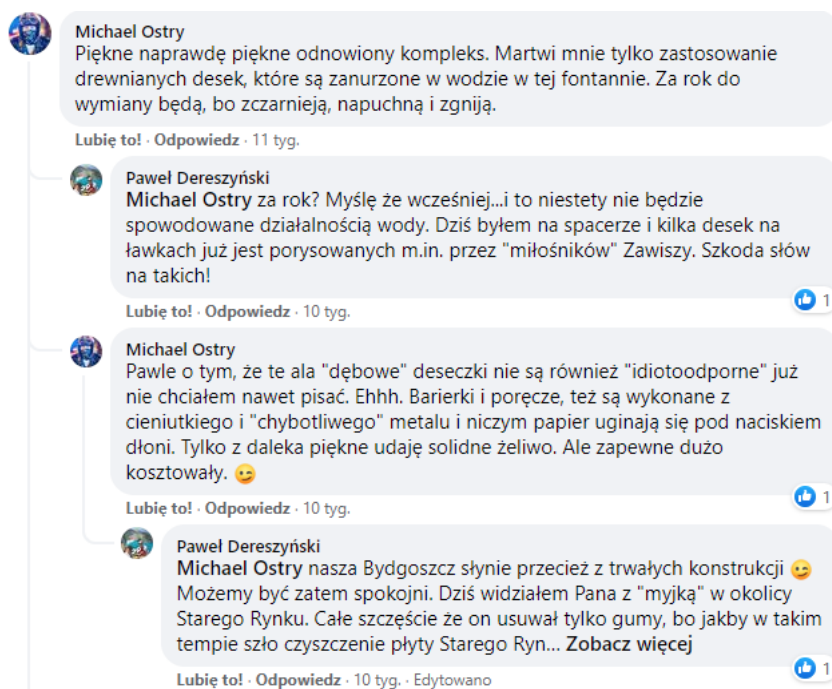 Michael Ostry
Piękne naprawdę piękne odnowiony kompleks. Martwi mnie tylko zastosowanie
drewnianych desek, które są zanurzone w wodzie w tej fontannie. Za rok do
wymiany będą, bo zczarnieją, napuchną i zgniją.
Lubię to! · Odpowiedz · 11 tyg.
Paweł Dereszyński
Michael Ostry za rok? Myślę że wcześniej...i to niestety nie będzie
spowodowane działalnością wody. Dziś byłem na spacerze i kilka desek na
ławkach już jest porysowanych m.in. przez "miłośników" Zawiszy. Szkoda słów
na takich!
1
Lubię to! · Odpowiedz · 10 tyg.
Michael Ostry
Pawle o tym, że te ala "dębowe" deseczki nie są również "idiotoodporne" już
nie chciałem nawet pisać. Ehhh. Barierki i poręcze, też są wykonane z
cieniutkiego i "chybotliwego" metalu i niczym papier uginają się pod naciskiem
dłoni. Tylko z daleka piękne udaję solidne żeliwo. Ale zapewne dużo
kosztowały. 😉
1
Lubię to! · Odpowiedz · 10 tyg.
Paweł Dereszyński
Michael Ostry nasza Bydgoszcz słynie przecież z trwałych konstrukcji 😉
Możemy być zatem spokojni. Dziś widziałem Pana z "myjką" w okolicy
Starego Rynku. Całe szczęście że on usuwał tylko gumy, bo jakby w takim
tempie szło czyszczenie płyty Starego Ryn... Zobacz więcej
1
Lubię to! · Odpowiedz · 10 tyg. · Edytowano